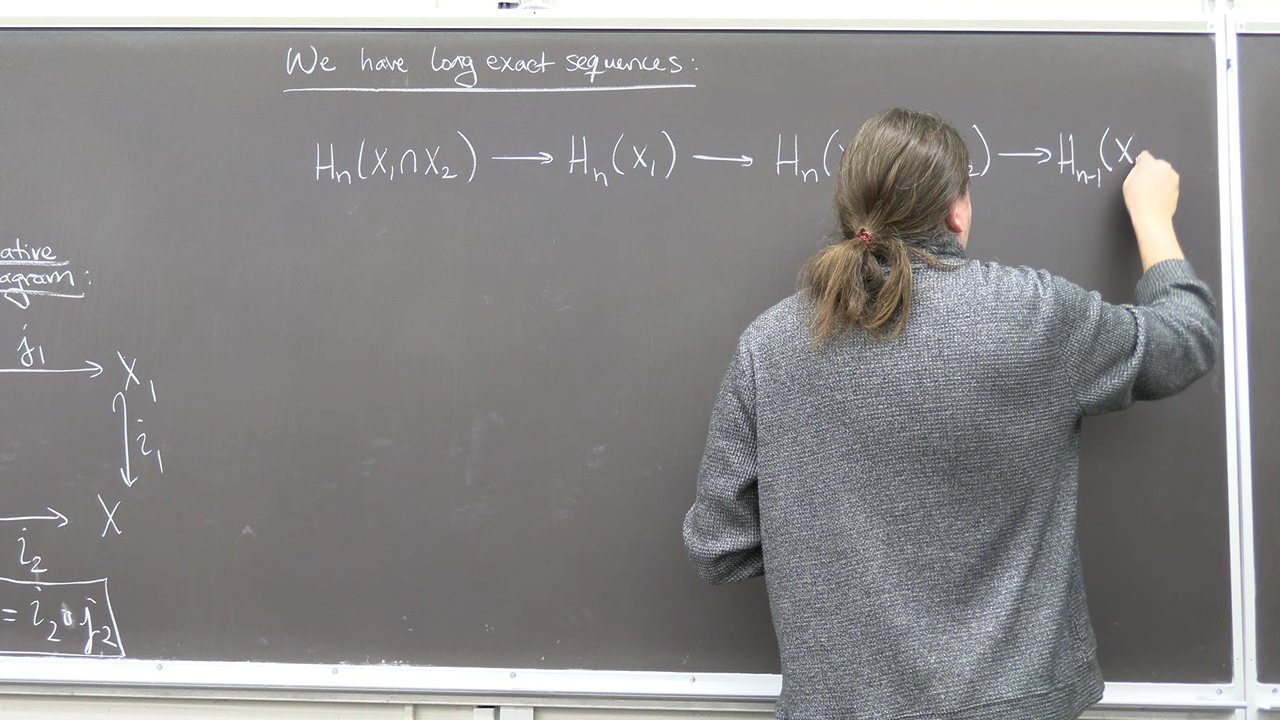 We have long exact sequences:
Hₙ(X₁∩X₂) ⟶ Hₙ(X₁) ⟶ Hₙ( ₂) ⟶ Hₙ₋₁(X
agram:
j₁
X₁
i₁
X
i₂
= i₂∘j₂